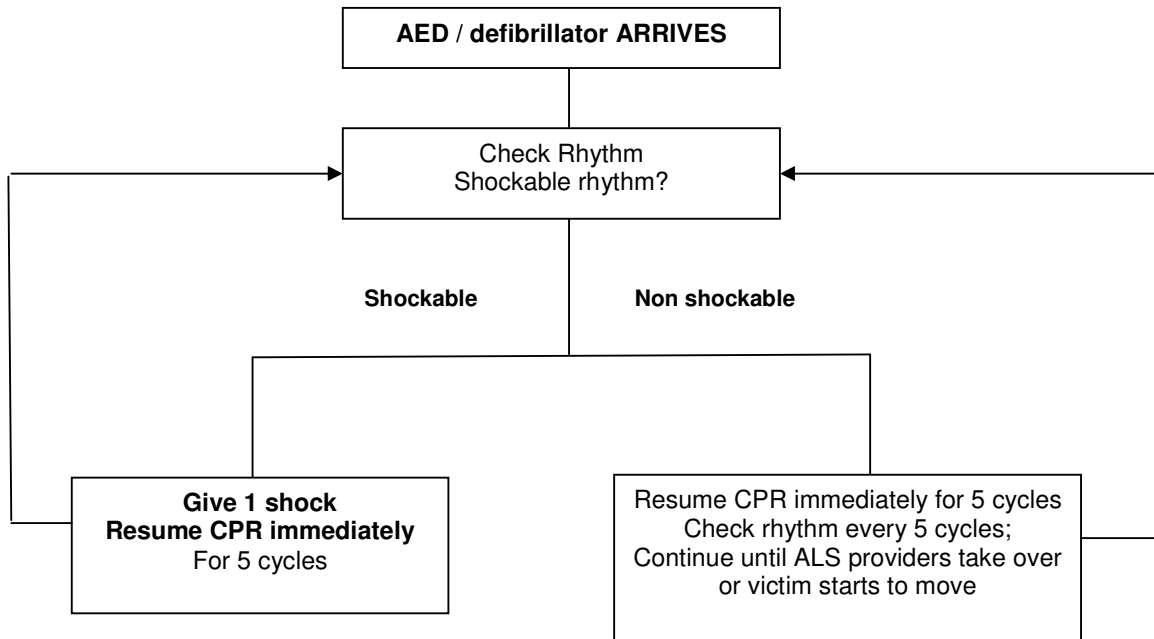 AED / defibrillator ARRIVES
Check Rhythm
Shockable rhythm?
Shockable
Non shockable
Give 1 shock
Resume CPR immediately
For 5 cycles
Resume CPR immediately for 5 cycles
Check rhythm every 5 cycles;
Continue until ALS providers take over
or victim starts to move